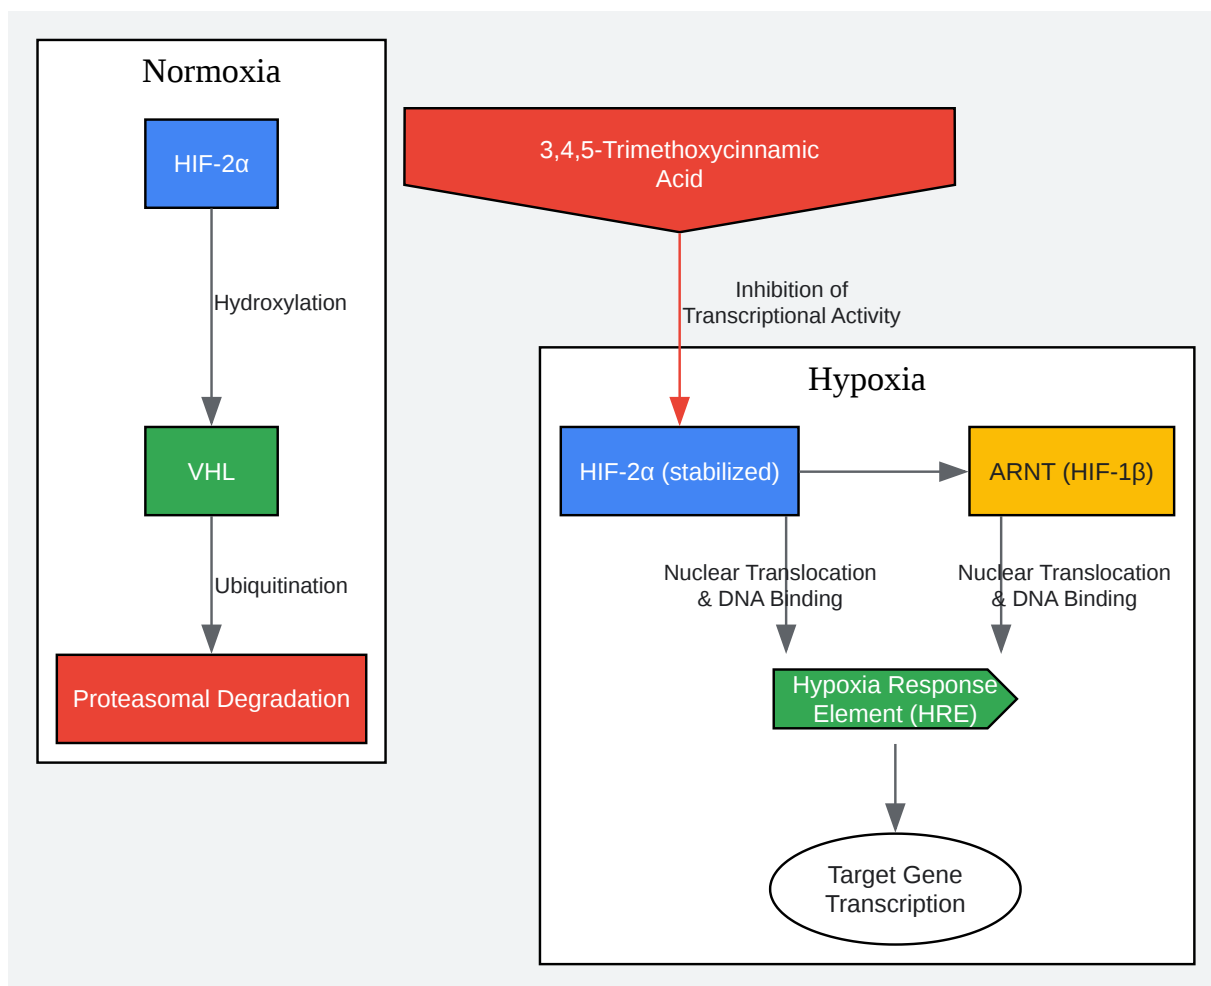 Normoxia
HIF-2α
Hydroxylation
VHL
Ubiquitination
Proteasomal Degradation
3,4,5-Trimethoxycinnamic
Acid
Inhibition of
Transcriptional Activity
Hypoxia
HIF-2α (stabilized)
ARNT (HIF-1β)
Nuclear Translocation
& DNA Binding
Nuclear Translocation
& DNA Binding
Hypoxia Response
Element (HRE)
Target Gene
Transcription